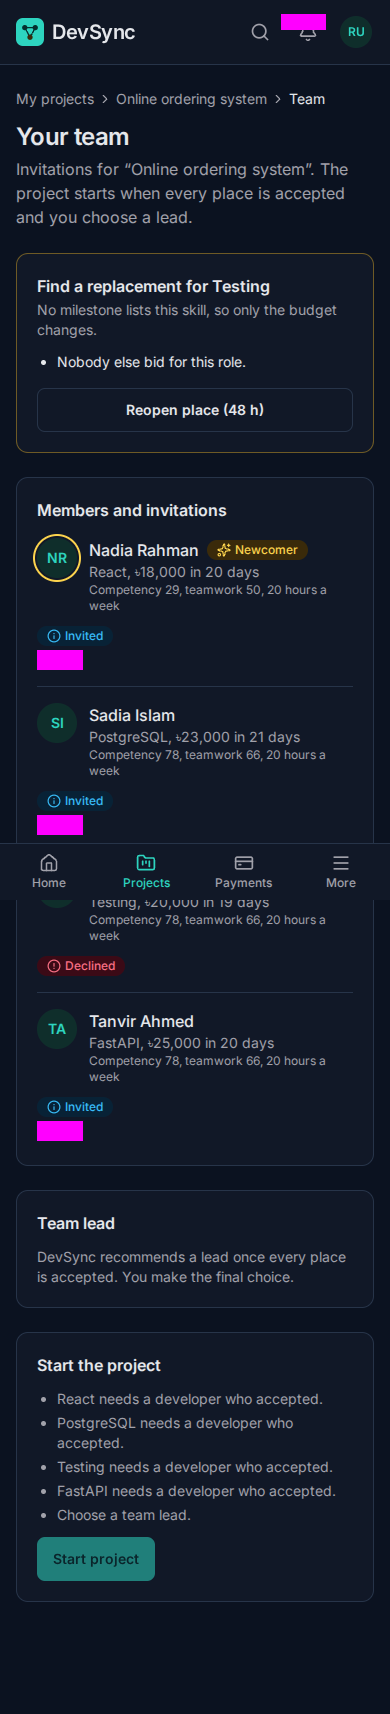 DevSync
RU
My projects > Online ordering system > Team
Your team
Invitations for “Online ordering system”. The
project starts when every place is accepted
and you choose a lead.
Find a replacement for Testing
No milestone lists this skill, so only the budget
changes.
• Nobody else bid for this role.
Reopen place (48 h)
Members and invitations
NR
Nadia Rahman
Newcomer
React, ৳18,000 in 20 days
Competency 29, teamwork 50, 20 hours a
week
Invited
SI
Sadia Islam
PostgreSQL, ৳23,000 in 21 days
Competency 78, teamwork 66, 20 hours a
week
Invited
Home
Projects
Payments
More
Testing, ৳20,000 in 19 days
Competency 78, teamwork 66, 20 hours a
week
Declined
TA
Tanvir Ahmed
FastAPI, ৳25,000 in 20 days
Competency 78, teamwork 66, 20 hours a
week
Invited
Team lead
DevSync recommends a lead once every place
is accepted. You make the final choice.
Start the project
• React needs a developer who accepted.
• PostgreSQL needs a developer who
accepted.
• Testing needs a developer who accepted.
• FastAPI needs a developer who accepted.
• Choose a team lead.
Start project